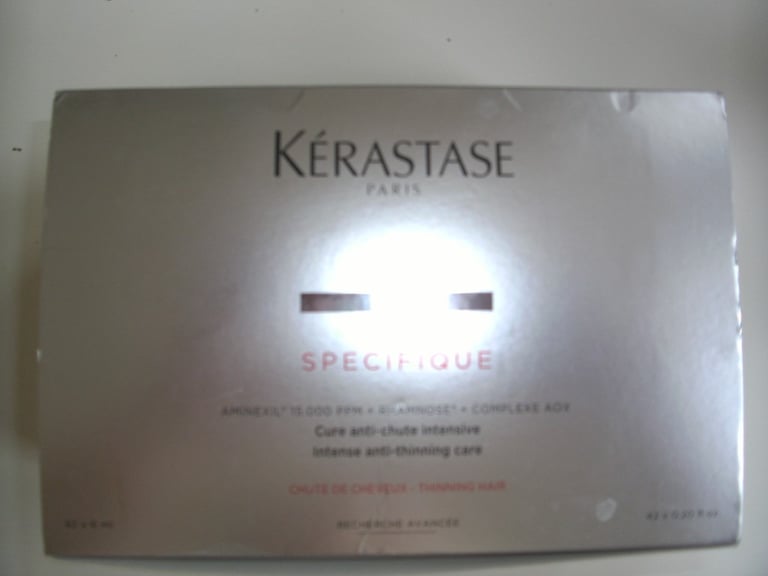 KÉRASTASE
PARIS
SPECIFIQUE
AMINEXIL® 15.000 PPM + RHAMNOSE® + COMPLEXE AOX
Cure anti-chute intensive
Intense anti-thinning care
CHUTE DE CHEVEUX - THINNING HAIR
RECHERCHE AVANCÉE
42 x 6 ml
42 x 0.20 fl oz